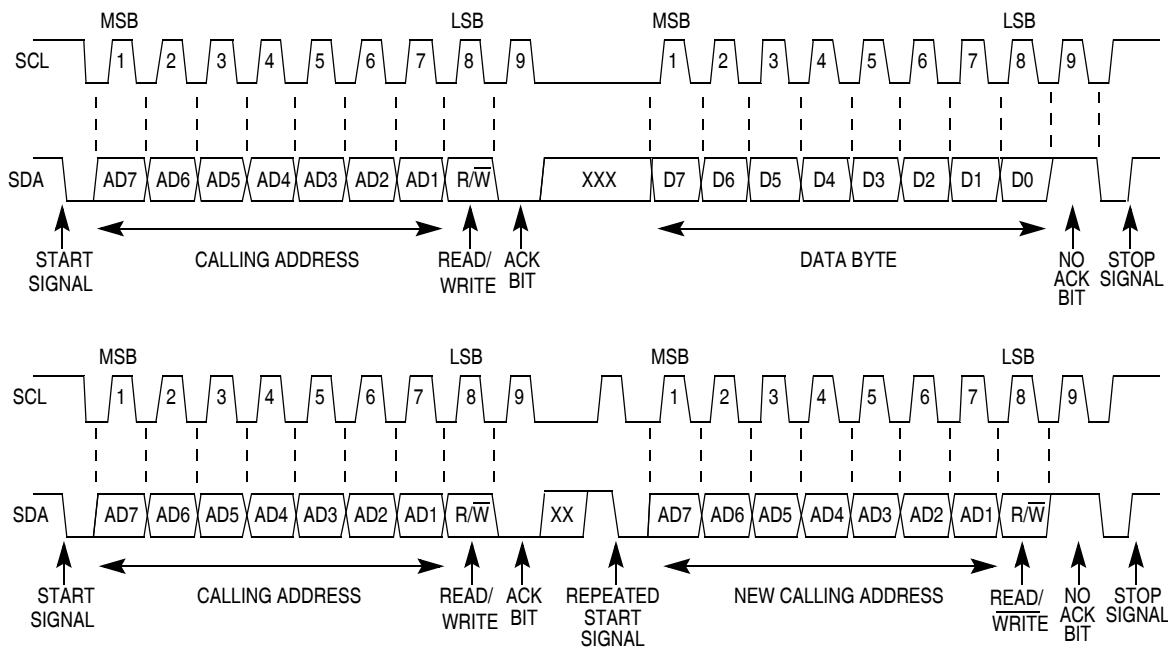 MSB LSB MSB LSB
SCL 1 2 3 4 5 6 7 8 9 1 2 3 4 5 6 7 8 9
SDA AD7 AD6 AD5 AD4 AD3 AD2 AD1 R/W̅ XXX D7 D6 D5 D4 D3 D2 D1 D0
START SIGNAL
CALLING ADDRESS
READ/ WRITE
ACK BIT
DATA BYTE
NO ACK BIT
STOP SIGNAL
MSB LSB MSB LSB
SCL 1 2 3 4 5 6 7 8 9 1 2 3 4 5 6 7 8 9
SDA AD7 AD6 AD5 AD4 AD3 AD2 AD1 R/W̅ XX AD7 AD6 AD5 AD4 AD3 AD2 AD1 R/W̅
START SIGNAL
CALLING ADDRESS
READ/ WRITE
ACK BIT
REPEATED START SIGNAL
NEW CALLING ADDRESS
READ/ W̅R̅I̅T̅E̅
NO ACK BIT
STOP SIGNAL